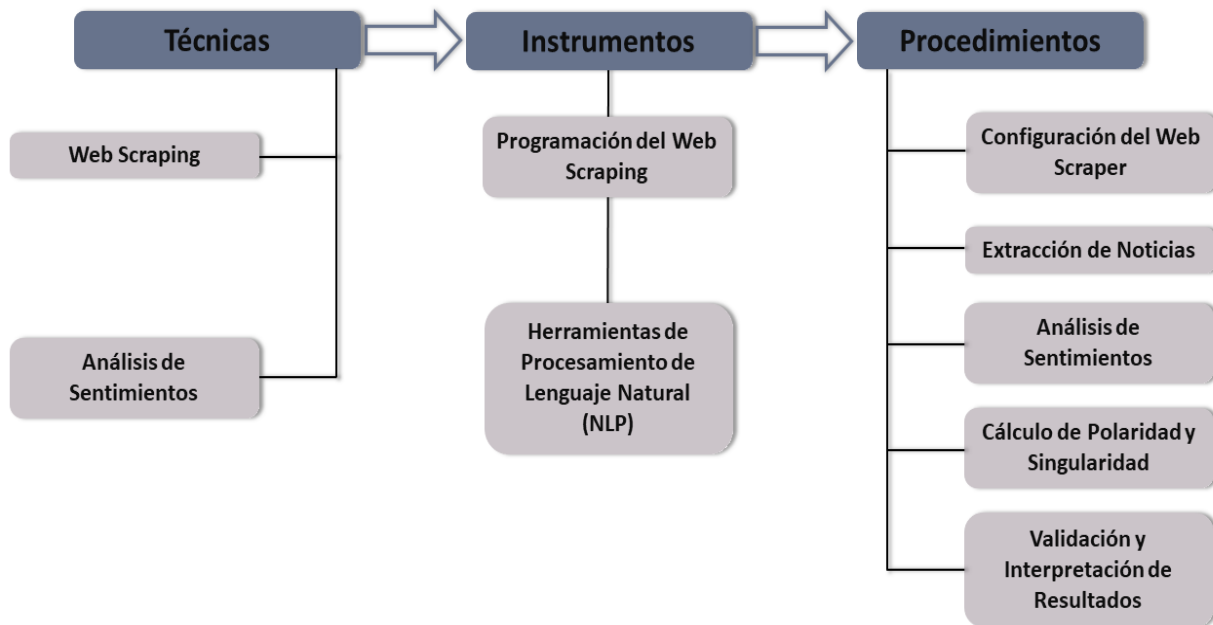 Técnicas
Instrumentos
Procedimientos
Web Scraping
Análisis de
Sentimientos
Programación del Web
Scraping
Herramientas de
Procesamiento de
Lenguaje Natural
(NLP)
Configuración del Web
Scraper
Extracción de Noticias
Análisis de
Sentimientos
Cálculo de Polaridad y
Singularidad
Validación y
Interpretación de
Resultados